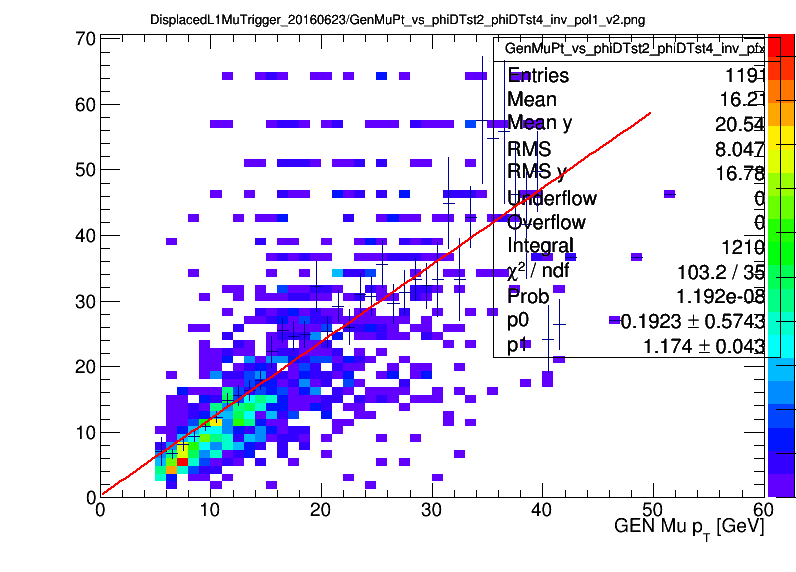 DisplacedL1MuTrigger_20160623/GenMuPt_vs_phiDTst2_phiDTst4_inv_pol1_v2.png
GenMuPt_vs_phiDTst2_phiDTst4_inv_pfx
Entries 1191
Mean 16.21
Mean y 20.54
RMS 8.047
RMS y 16.78
Underflow 0
Overflow 0
Integral 1210
χ² / ndf 103.2 / 35
Prob 1.192e-08
p0 -0.1923 ± 0.5743
p1 1.174 ± 0.043
70
60
50
40
30
20
10
0
0 10 20 30 40 50 60
GEN Mu pT [GeV]